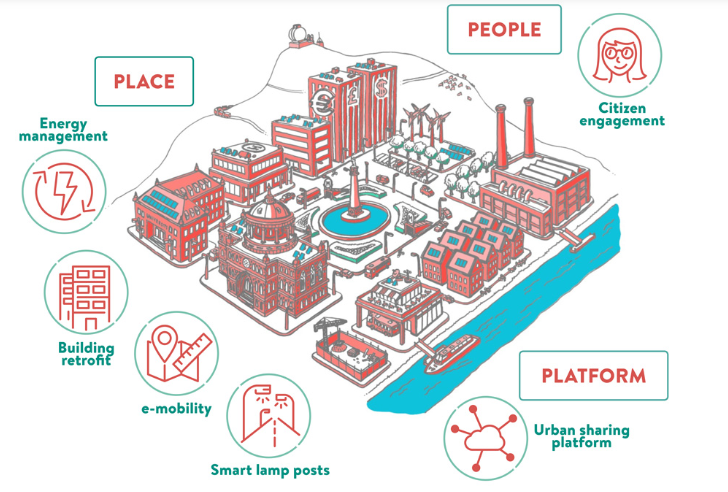 PEOPLE
PLACE
Citizen
engagement
Energy
management
€
£
$
Building
retrofit
e-mobility
PLATFORM
Urban sharing
platform
Smart lamp posts